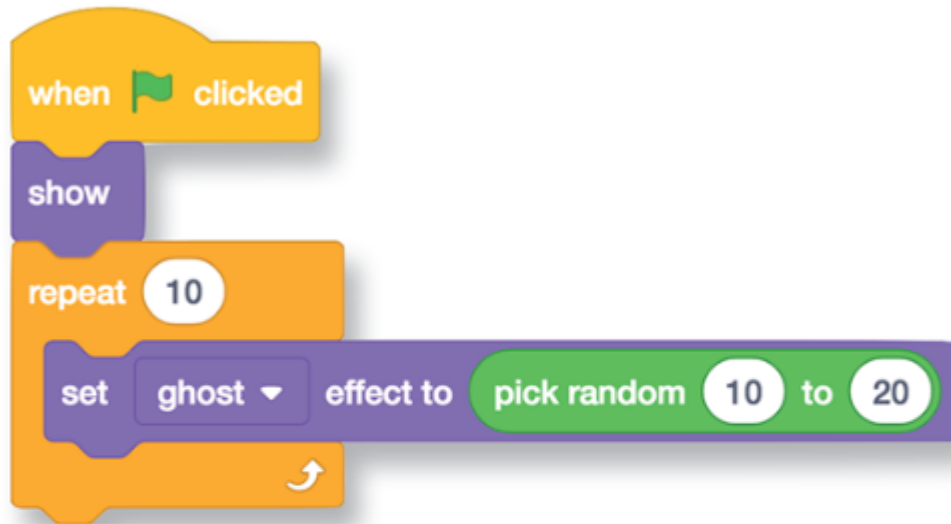 when clicked
show
repeat 10
set ghost effect to pick random 10 to 20